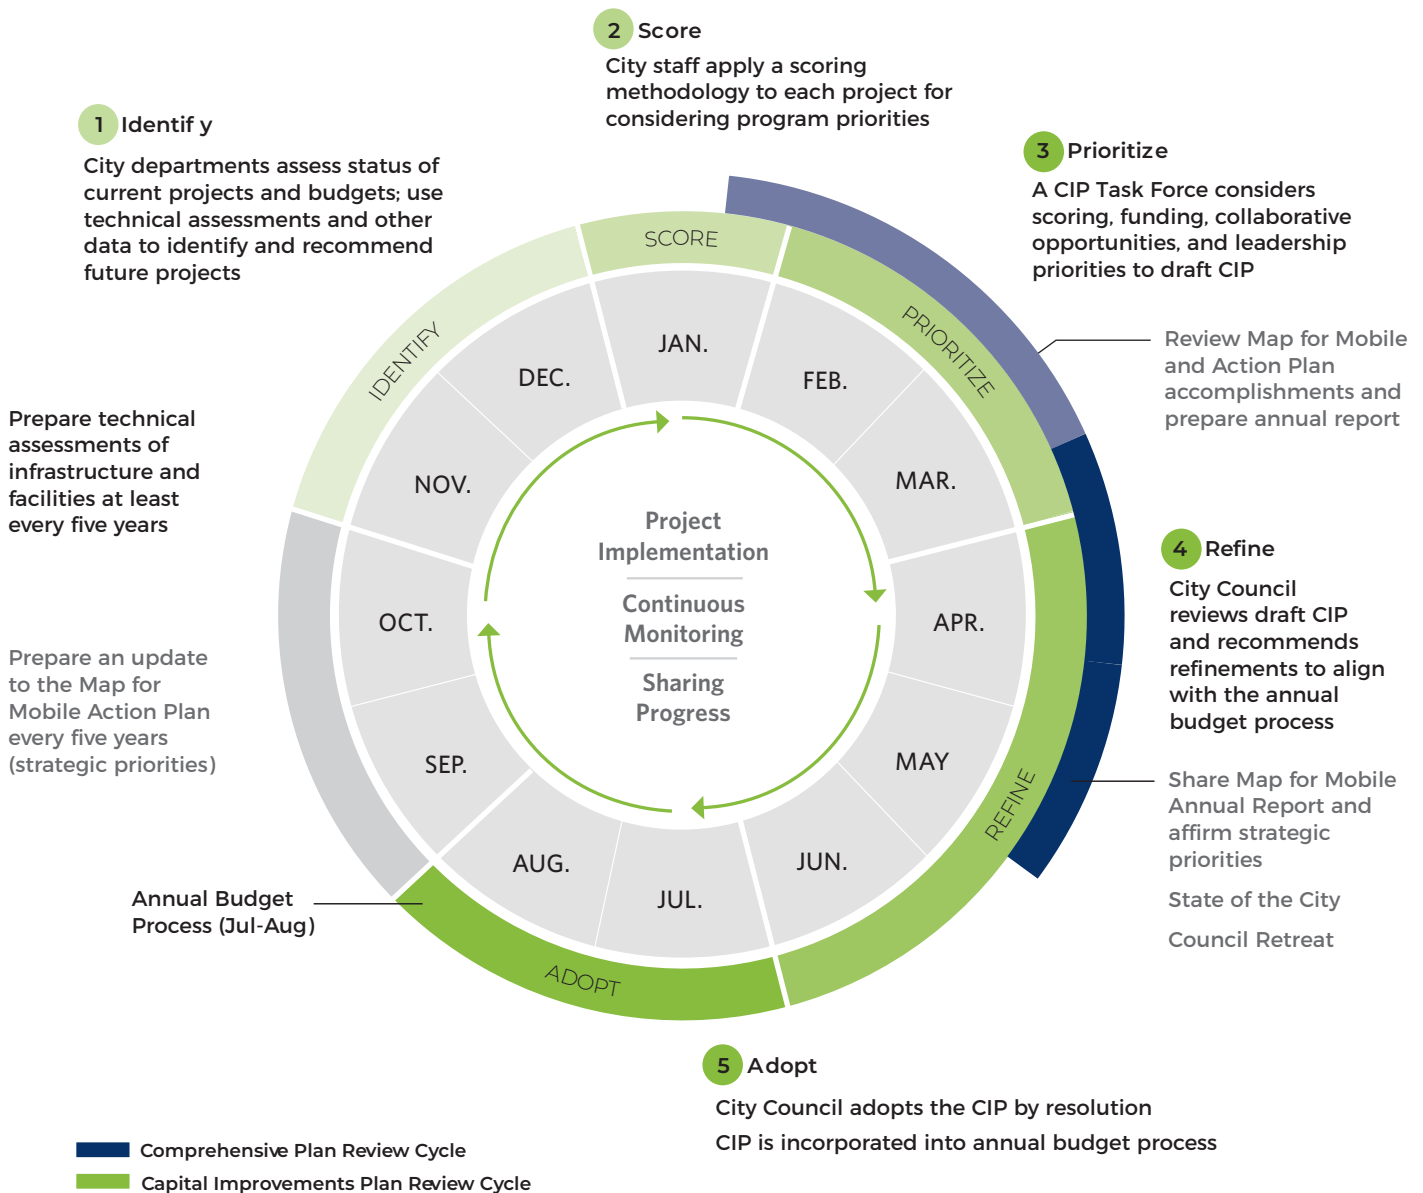 2 Score
City staff apply a scoring
methodology to each project for
considering program priorities
1 Identif y
City departments assess status of
current projects and budgets; use
technical assessments and other
data to identify and recommend
future projects
3 Prioritize
A CIP Task Force considers
scoring, funding, collaborative
opportunities, and leadership
priorities to draft CIP
Review Map for Mobile
and Action Plan
accomplishments and
prepare annual report
Prepare technical
assessments of
infrastructure and
facilities at least
every five years
4 Refine
City Council
reviews draft CIP
and recommends
refinements to align
with the annual
budget process
Prepare an update
to the Map for
Mobile Action Plan
every five years
(strategic priorities)
Share Map for Mobile
Annual Report and
affirm strategic
priorities
State of the City
Council Retreat
Annual Budget
Process (Jul-Aug)
IDENTIFY
SCORE
PRIORITIZE
REFINE
ADOPT
JAN.
FEB.
MAR.
APR.
MAY
JUN.
JUL.
AUG.
SEP.
OCT.
NOV.
DEC.
Project
Implementation
Continuous
Monitoring
Sharing
Progress
5 Adopt
City Council adopts the CIP by resolution
CIP is incorporated into annual budget process
Comprehensive Plan Review Cycle
Capital Improvements Plan Review Cycle